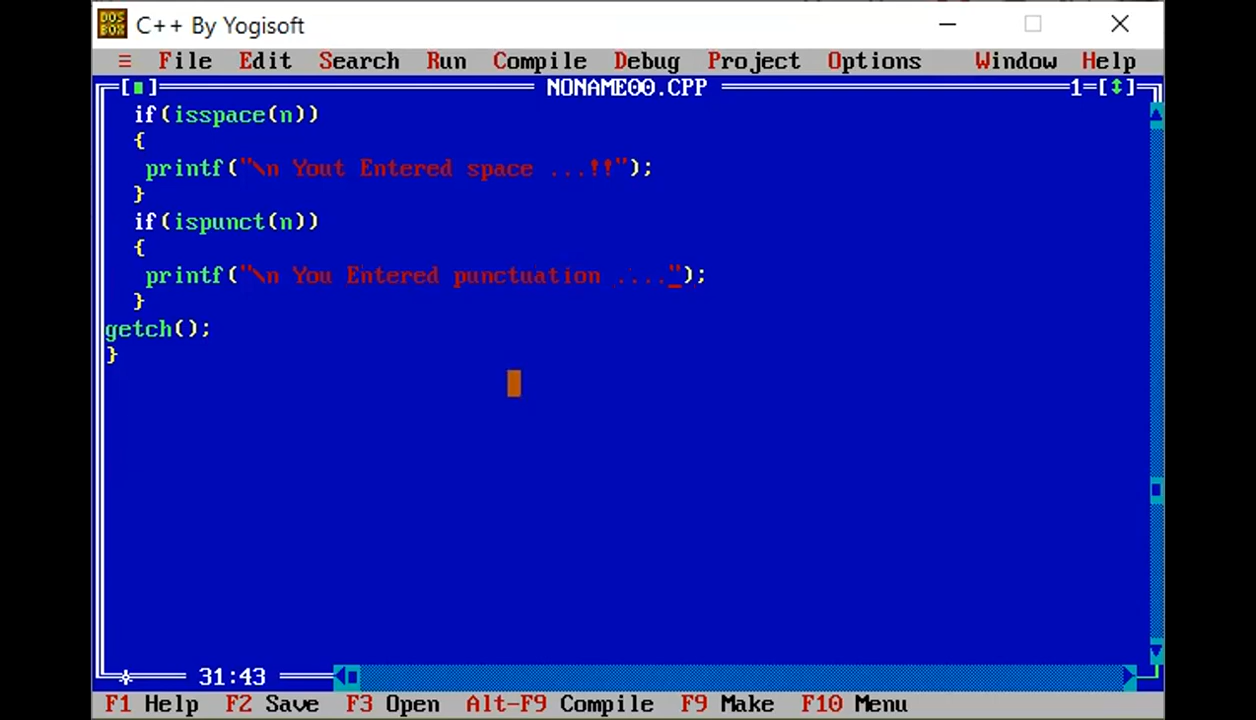 C++ By Yogisoft
≡ File Edit Search Run Compile Debug Project Options Window Help
[■] NONAME00.CPP 1=[↕]
if(isspace(n))
{
printf("\n Yout Entered space ...!!");
}
if(ispunct(n))
{
printf("\n You Entered punctuation ....");
}
getch();
}
31:43
F1 Help F2 Save F3 Open Alt-F9 Compile F9 Make F10 Menu